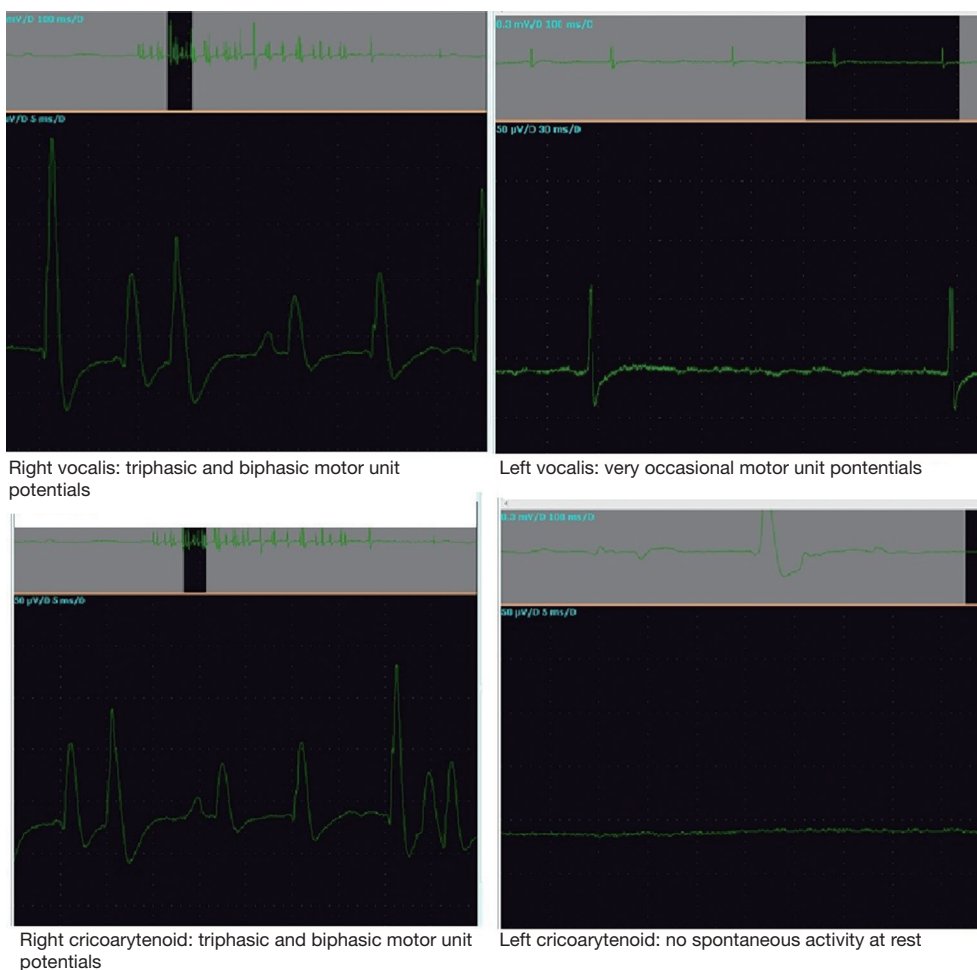 mV/D 100 ms/D
0.3 mV/D 100 ms/D
µV/D 5 ms/D
50 µV/D 30 ms/D
Right vocalis: triphasic and biphasic motor unit
potentials
Left vocalis: very occasional motor unit pontentials
0.3 mV/D 100 ms/D
50 µV/D 5 ms/D
50 µV/D 5 ms/D
Right cricoarytenoid: triphasic and biphasic motor unit
potentials
Left cricoarytenoid: no spontaneous activity at rest